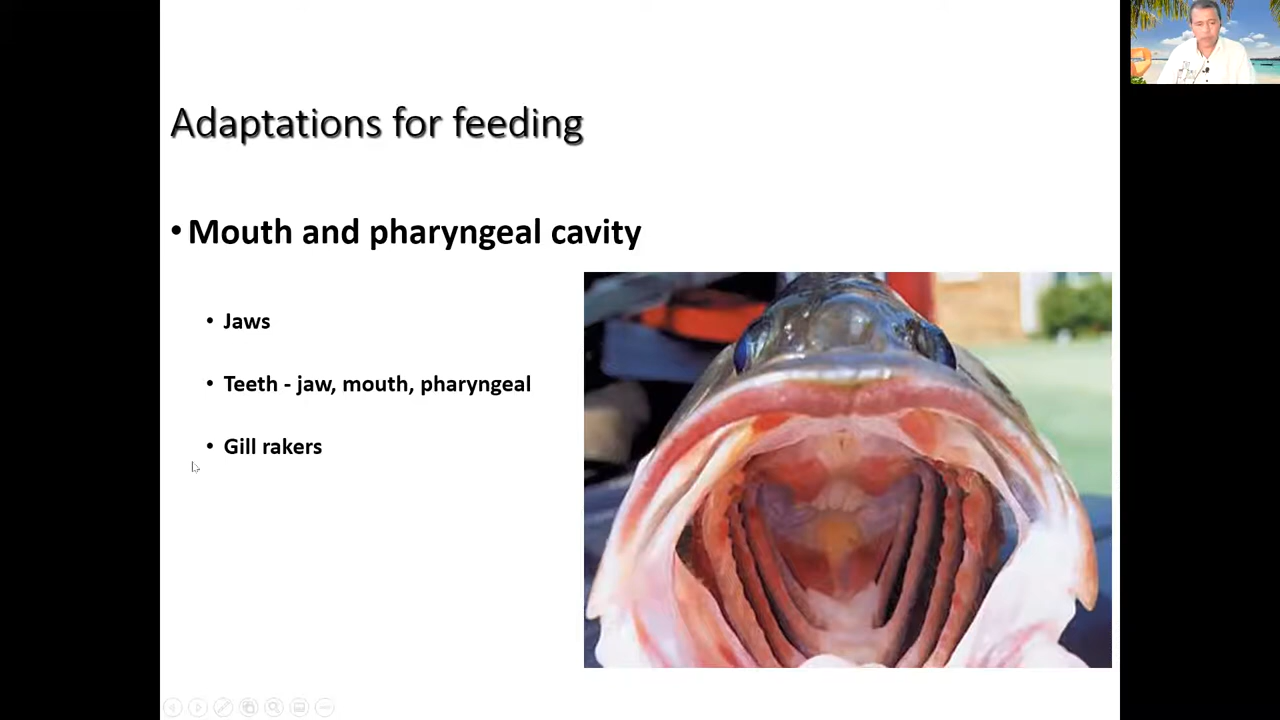 Adaptations for feeding
• Mouth and pharyngeal cavity
• Jaws
• Teeth - jaw, mouth, pharyngeal
• Gill rakers